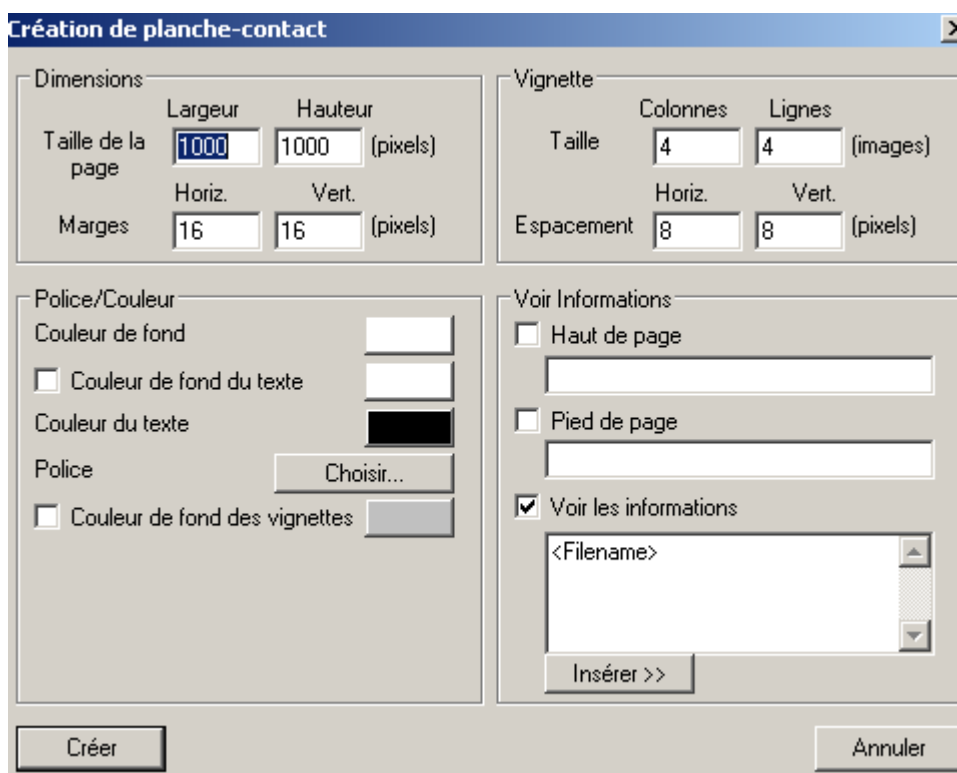 Création de planche-contact
Dimensions
Largeur Hauteur
Taille de la page 1000 1000 (pixels)
Horiz. Vert.
Marges 16 16 (pixels)
Vignette
Colonnes Lignes
Taille 4 4 (images)
Horiz. Vert.
Espacement 8 8 (pixels)
Police/Couleur
Couleur de fond
Couleur de fond du texte
Couleur du texte
Police Choisir...
Couleur de fond des vignettes
Voir Informations
Haut de page
Pied de page
Voir les informations
<Filename>
Insérer >>
Créer Annuler